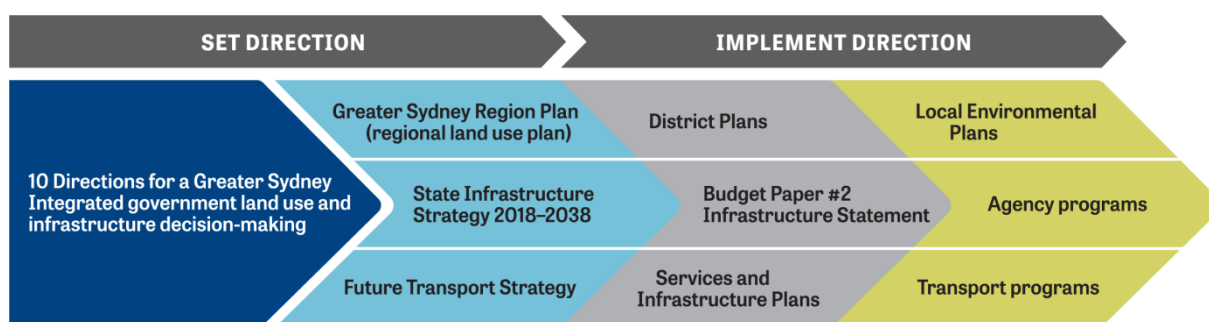 SET DIRECTION
IMPLEMENT DIRECTION
10 Directions for a Greater Sydney
Integrated government land use and
infrastructure decision-making
Greater Sydney Region Plan
(regional land use plan)
District Plans
Local Environmental
Plans
State Infrastructure
Strategy 2018–2038
Budget Paper #2
Infrastructure Statement
Agency programs
Future Transport Strategy
Services and
Infrastructure Plans
Transport programs